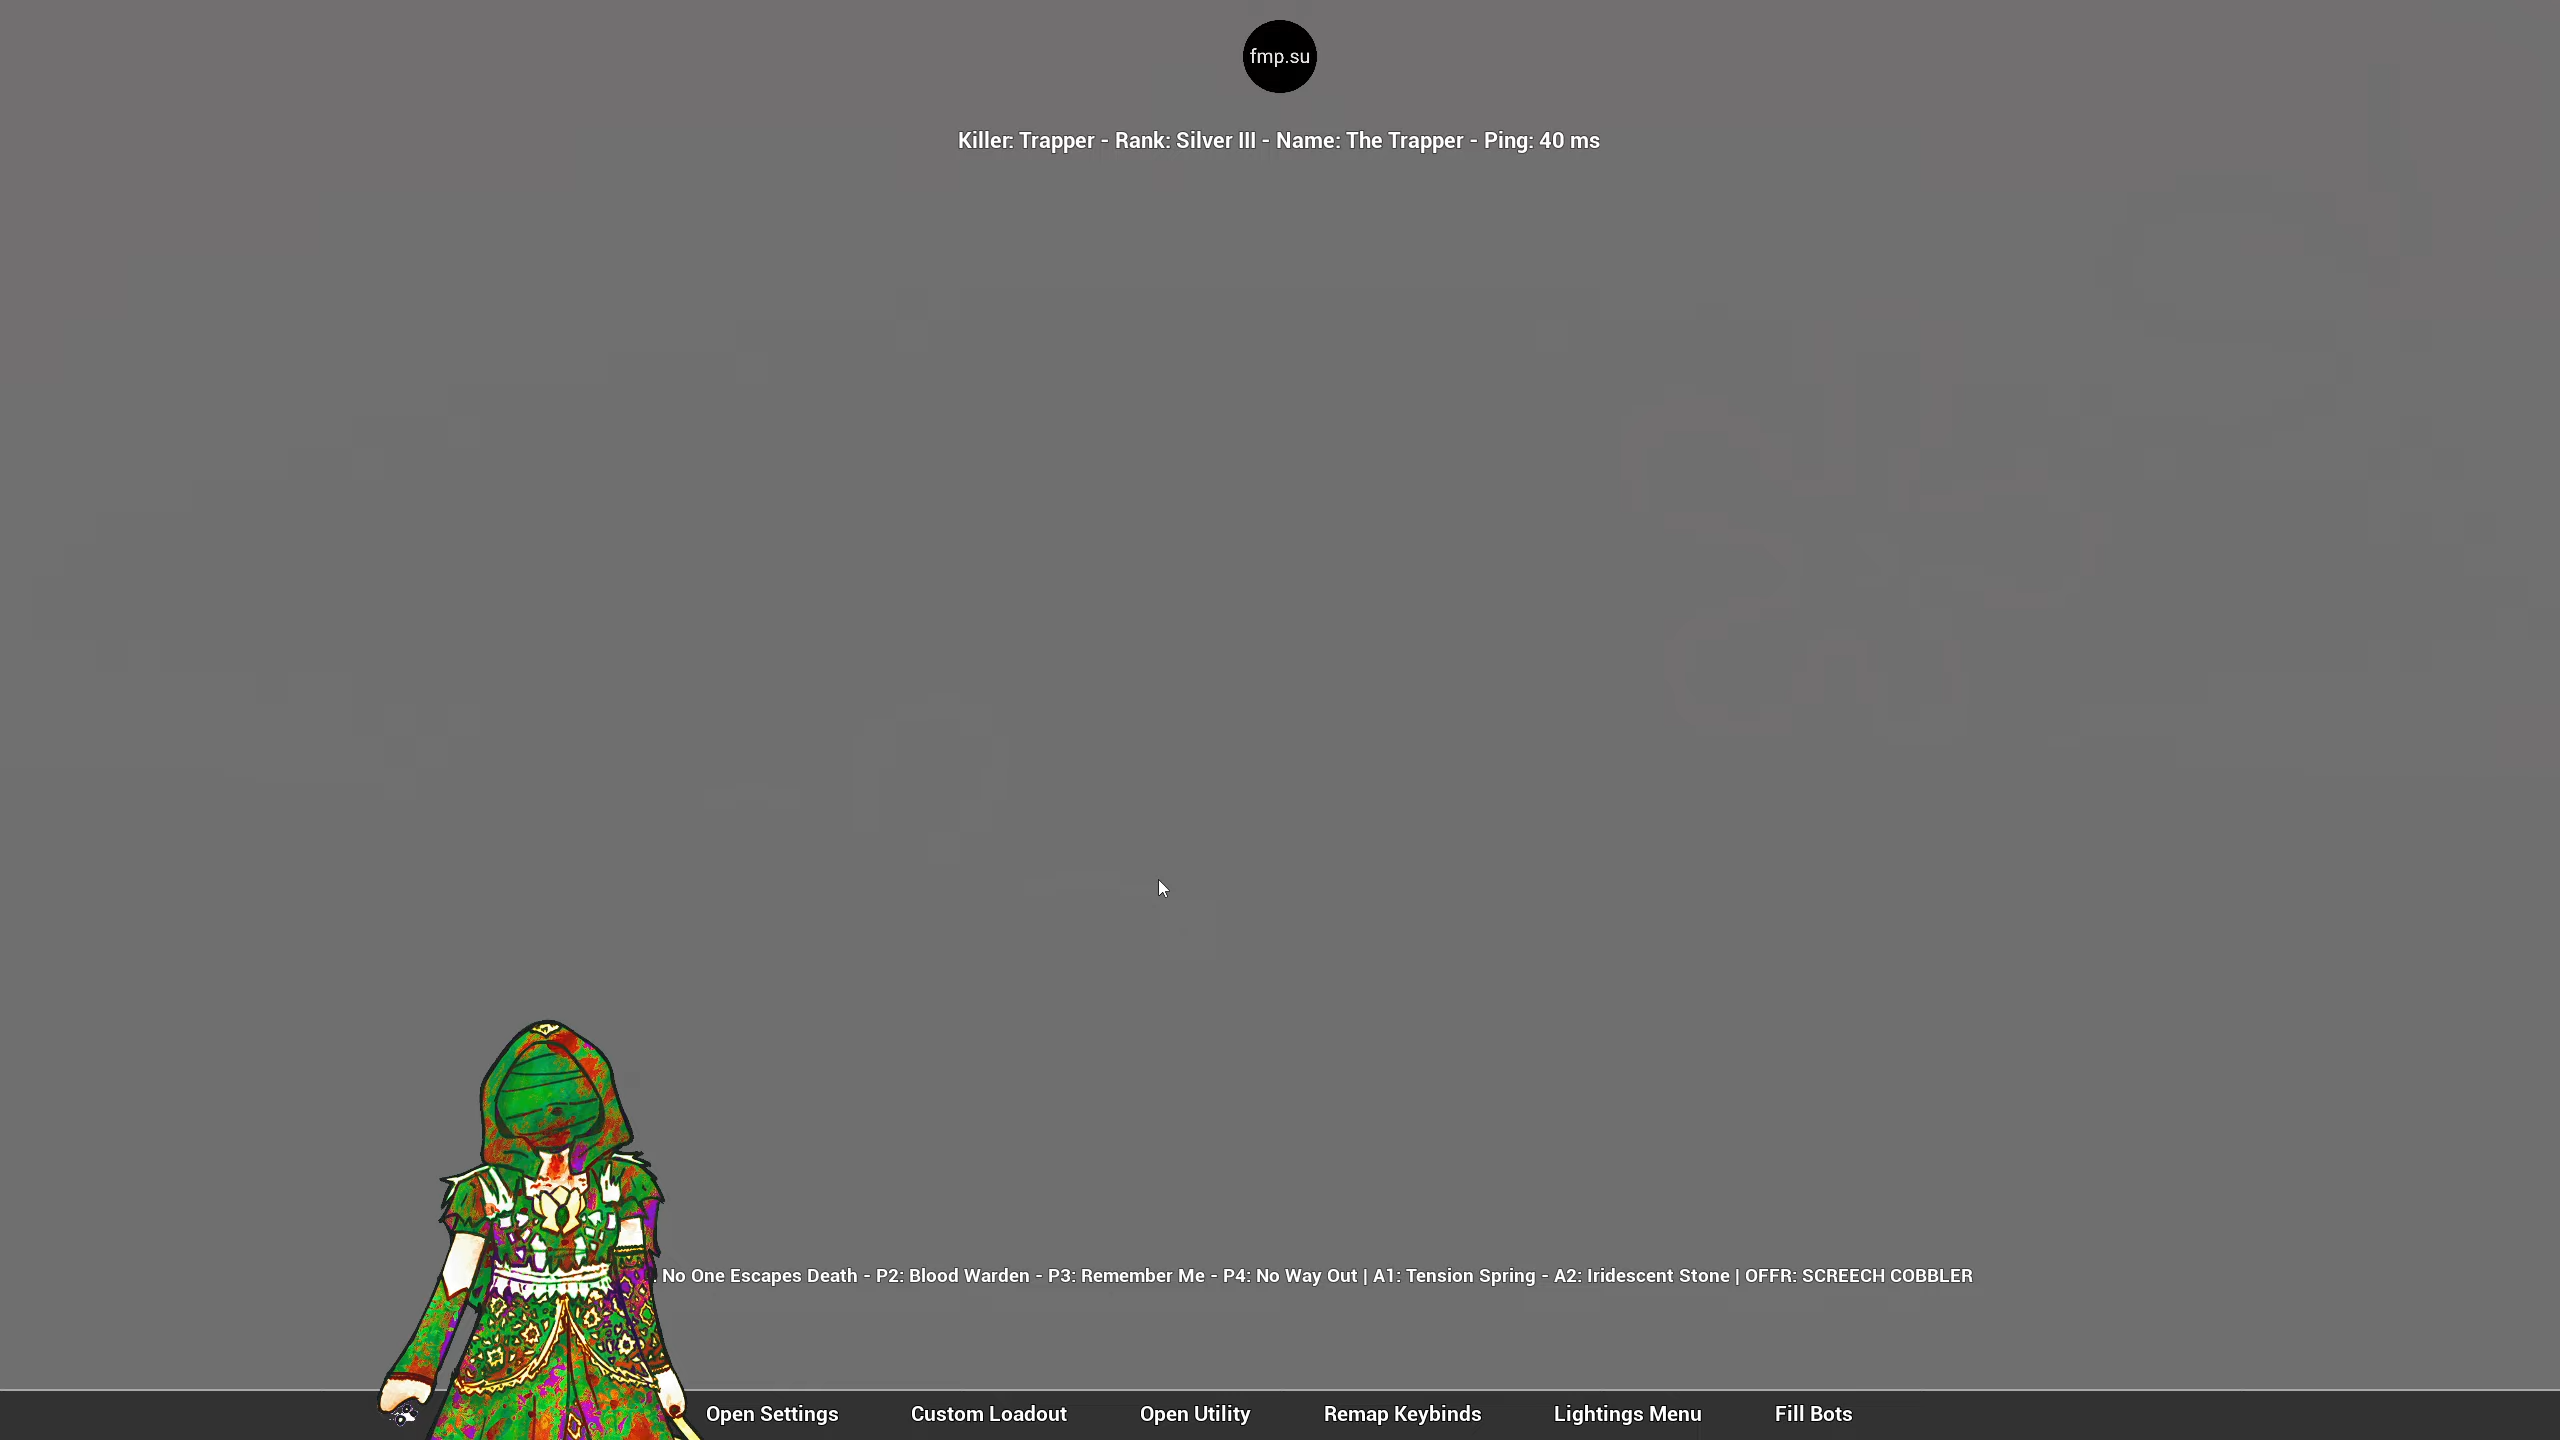 fmp.su
Killer: Trapper - Rank: Silver III - Name: The Trapper - Ping: 40 ms
No One Escapes Death - P2: Blood Warden - P3: Remember Me - P4: No Way Out | A1: Tension Spring - A2: Iridescent Stone | OFFR: SCREECH COBBLER
Open Settings Custom Loadout Open Utility Remap Keybinds Lightings Menu Fill Bots